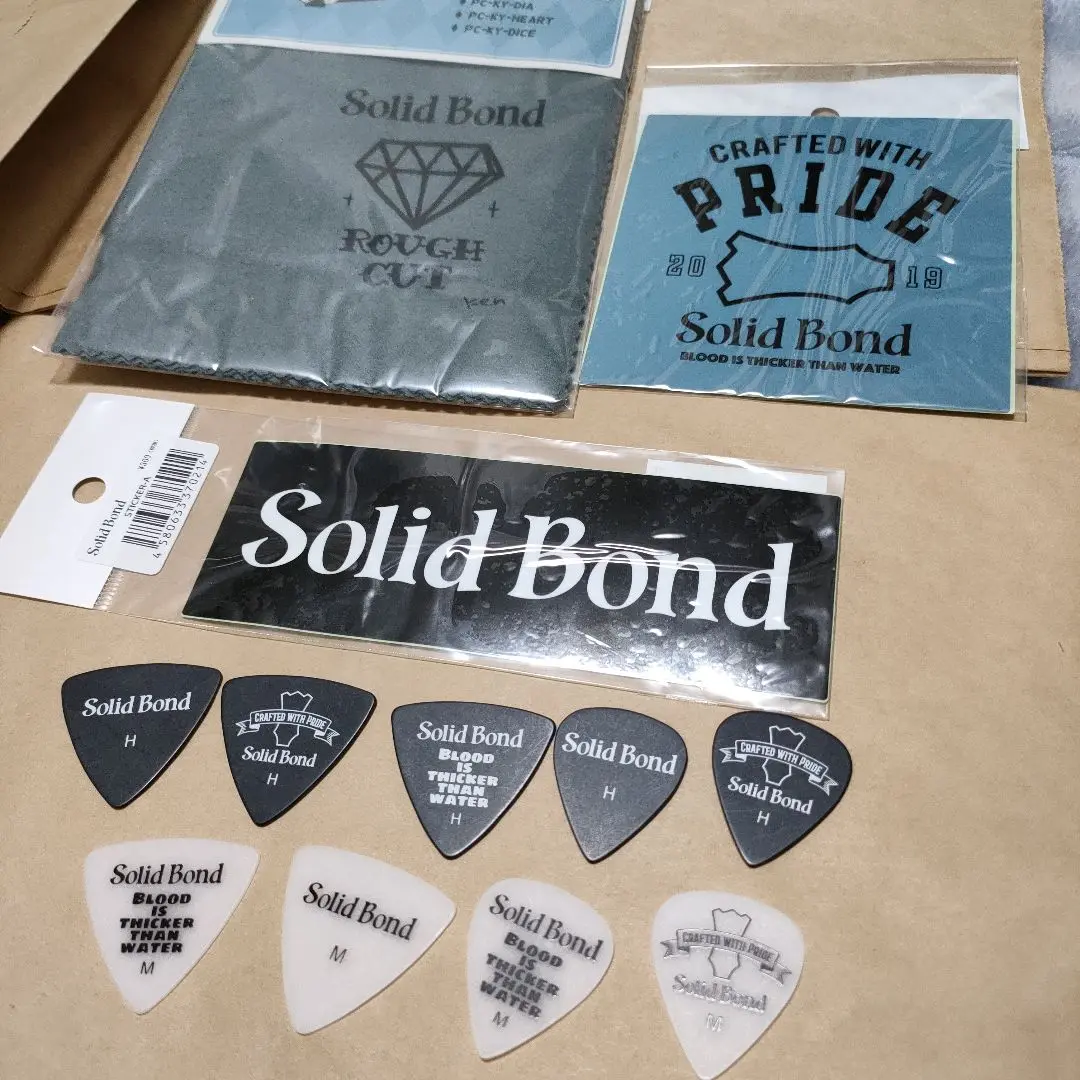 PC-KY-DIA
PC-KY-HEART
PC-KY-DICE
Solid Bond
ROUGH
CUT
ken
CRAFTED WITH
PRIDE
20 19
Solid Bond
BLOOD IS THICKER THAN WATER
Solid Bond
STICKER-A
4580633370214
Solid Bond
Solid Bond
H
CRAFTED WITH PRIDE
Solid Bond
H
Solid Bond
BLOOD
IS
THICKER
THAN
WATER
H
Solid Bond
H
CRAFTED WITH PRIDE
Solid Bond
H
Solid Bond
BLOOD
IS
THICKER
THAN
WATER
M
Solid Bond
M
Solid Bond
BLOOD
IS
THICKER
THAN
WATER
M
CRAFTED WITH PRIDE
Solid Bond
M